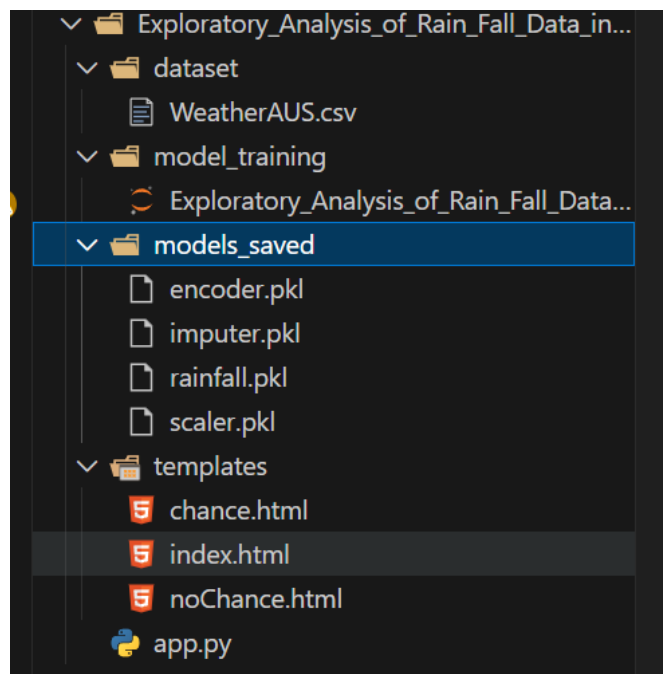 Exploratory_Analysis_of_Rain_Fall_Data_in...
dataset
WeatherAUS.csv
model_training
Exploratory_Analysis_of_Rain_Fall_Data...
models_saved
encoder.pkl
imputer.pkl
rainfall.pkl
scaler.pkl
templates
chance.html
index.html
noChance.html
app.py